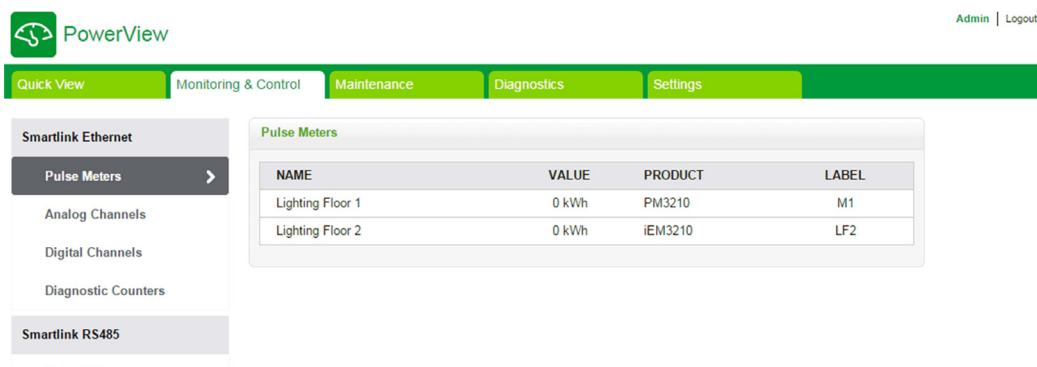 Admin | Logout
PowerView
Quick View Monitoring & Control Maintenance Diagnostics Settings
Smartlink Ethernet
Pulse Meters
Analog Channels
Digital Channels
Diagnostic Counters
Smartlink RS485
Pulse Meters
NAME VALUE PRODUCT LABEL
Lighting Floor 1 0 kWh PM3210 M1
Lighting Floor 2 0 kWh iEM3210 LF2